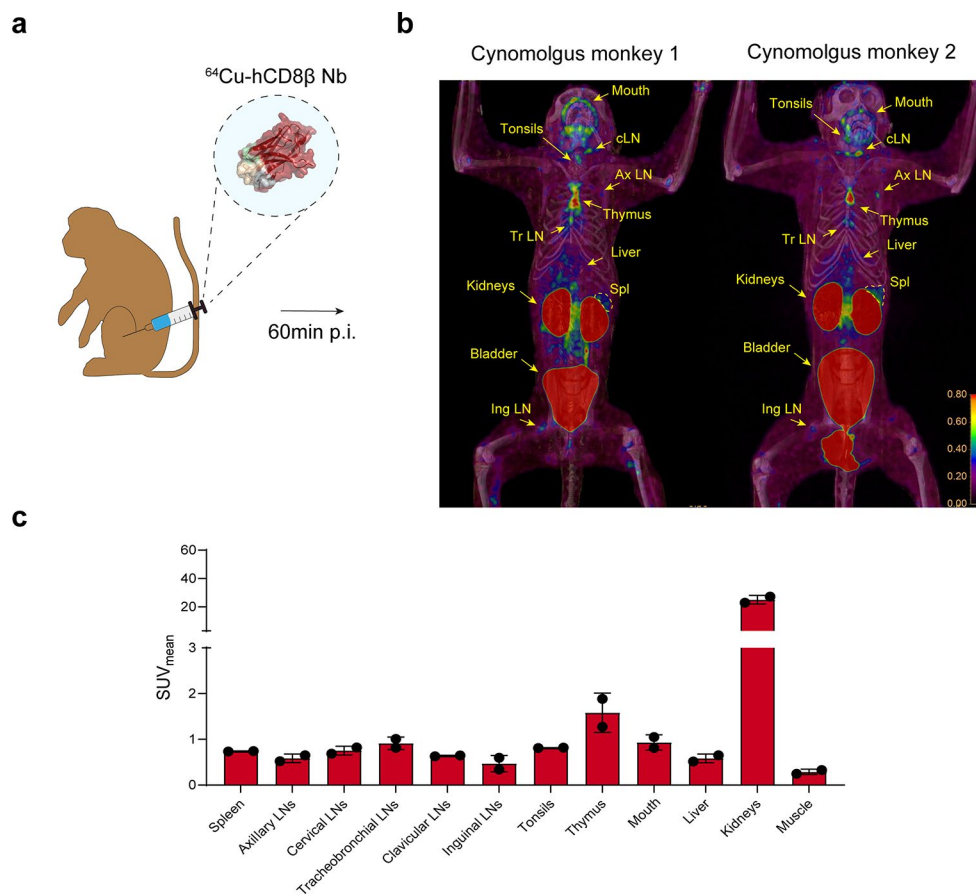 a
⁶⁴Cu-hCD8β Nb
60min p.i.
b
Cynomolgus monkey 1
Cynomolgus monkey 2
Mouth
Tonsils
cLN
Ax LN
Thymus
Tr LN
Liver
Kidneys
Spl
Bladder
Ing LN
Tonsils
Mouth
cLN
Ax LN
Thymus
Tr LN
Liver
Kidneys
Spl
Bladder
Ing LN
0.80
0.60
0.40
0.20
0.00
c
SUVmean
60
40
20
3
2
1
0
Spleen
Axillary LNs
Cervical LNs
Tracheobronchial LNs
Clavicular LNs
Inguinal LNs
Tonsils
Thymus
Mouth
Liver
Kidneys
Muscle